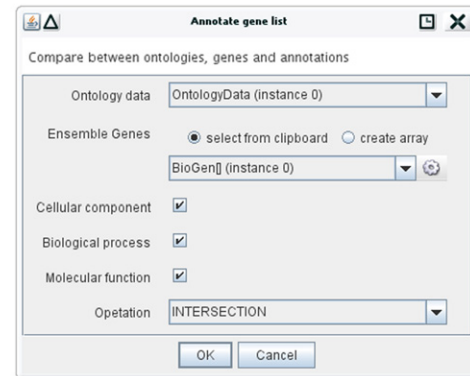 Annotate gene list
Compare between ontologies, genes and annotations
Ontology data OntologyData (instance 0)
Ensemble Genes select from clipboard create array
BioGen[] (instance 0)
Cellular component
Biological process
Molecular function
Opetation INTERSECTION
OK Cancel